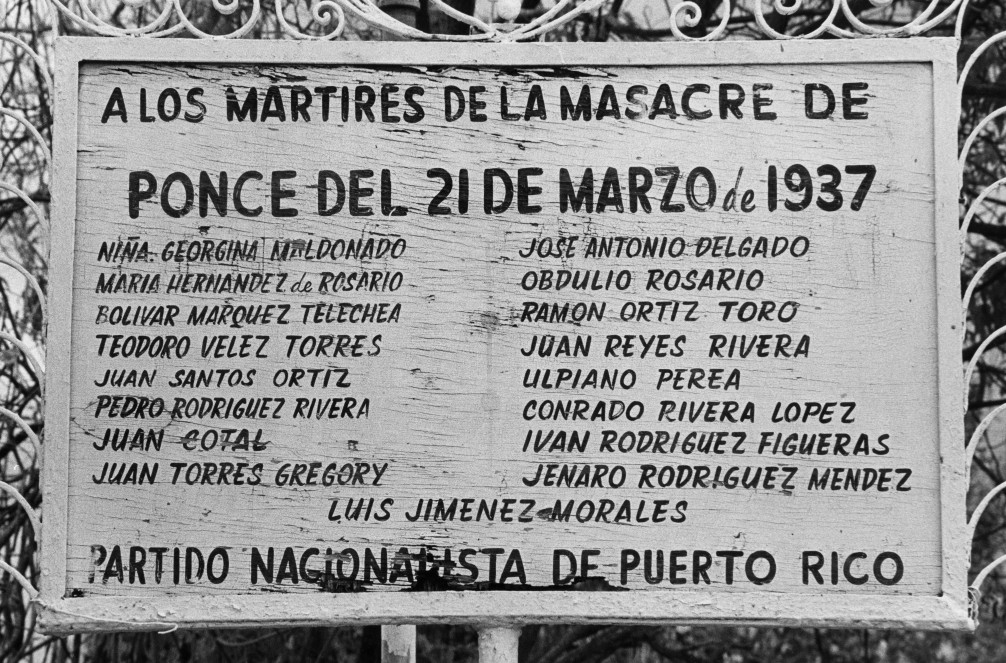 A LOS MARTIRES DE LA MASACRE DE
PONCE DEL 21 DE MARZO de 1937
NIÑA GEORGINA MALDONADO
MARIA HERNANDEZ de ROSARIO
BOLIVAR MARQUEZ TELECHEA
TEODORO VELEZ TORRES
JUAN SANTOS ORTIZ
PEDRO RODRIGUEZ RIVERA
JUAN COTAL
JUAN TORRES GREGORY
JOSE ANTONIO DELGADO
OBDULIO ROSARIO
RAMON ORTIZ TORO
JUAN REYES RIVERA
ULPIANO PEREA
CONRADO RIVERA LOPEZ
IVAN RODRIGUEZ FIGUERAS
JENARO RODRIGUEZ MENDEZ
LUIS JIMENEZ MORALES
PARTIDO NACIONALISTA DE PUERTO RICO